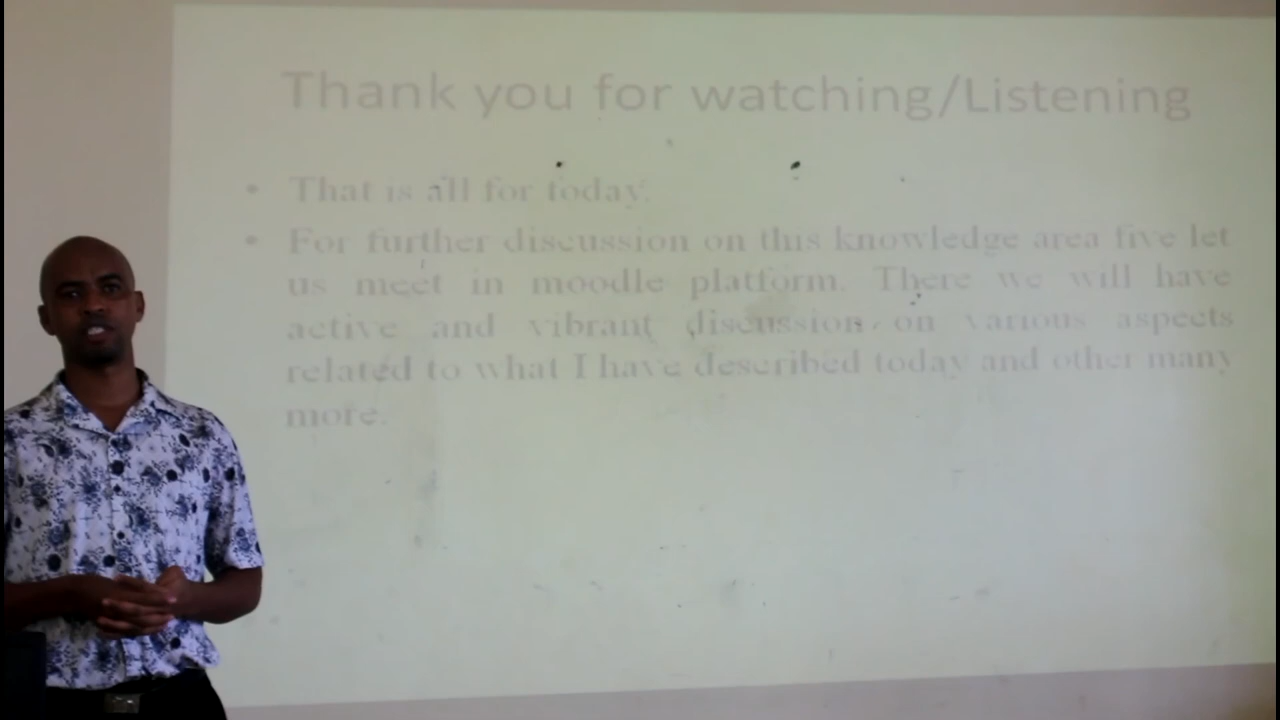 Thank you for watching/Listening
• That is all for today.
• For further discussion on this knowledge area five let
us meet in moodle platform. There we will have
active and vibrant discussion on various aspects
related to what I have described today and other many
more.